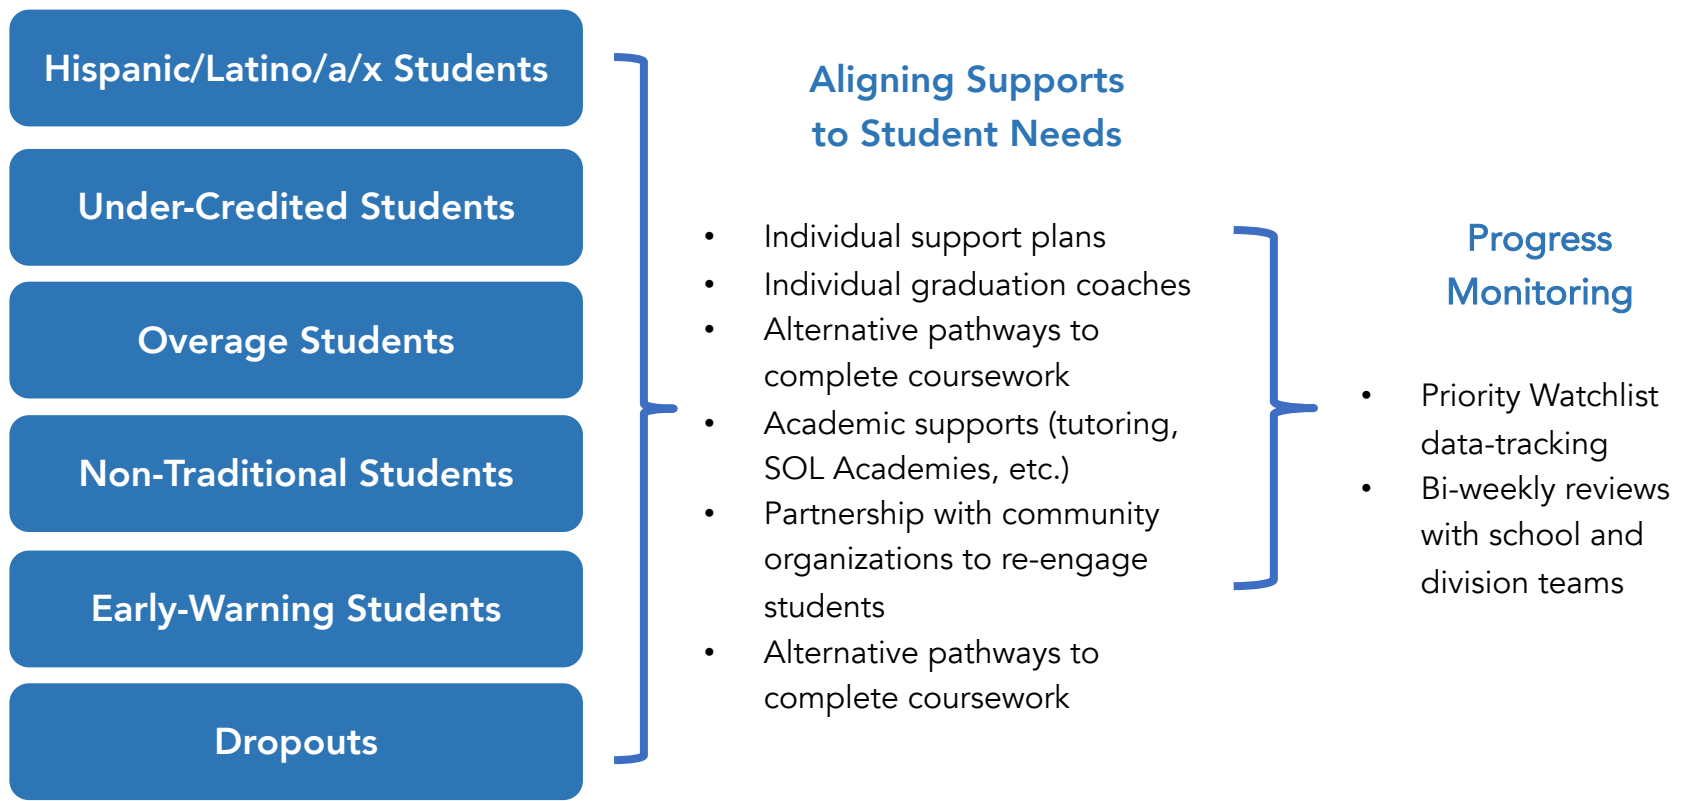 Hispanic/Latino/a/x Students
Under-Credited Students
Overage Students
Non-Traditional Students
Early-Warning Students
Dropouts
Aligning Supports
to Student Needs
• Individual support plans
• Individual graduation coaches
• Alternative pathways to
complete coursework
• Academic supports (tutoring,
SOL Academies, etc.)
• Partnership with community
organizations to re-engage
students
• Alternative pathways to
complete coursework
Progress
Monitoring
• Priority Watchlist
data-tracking
• Bi-weekly reviews
with school and
division teams